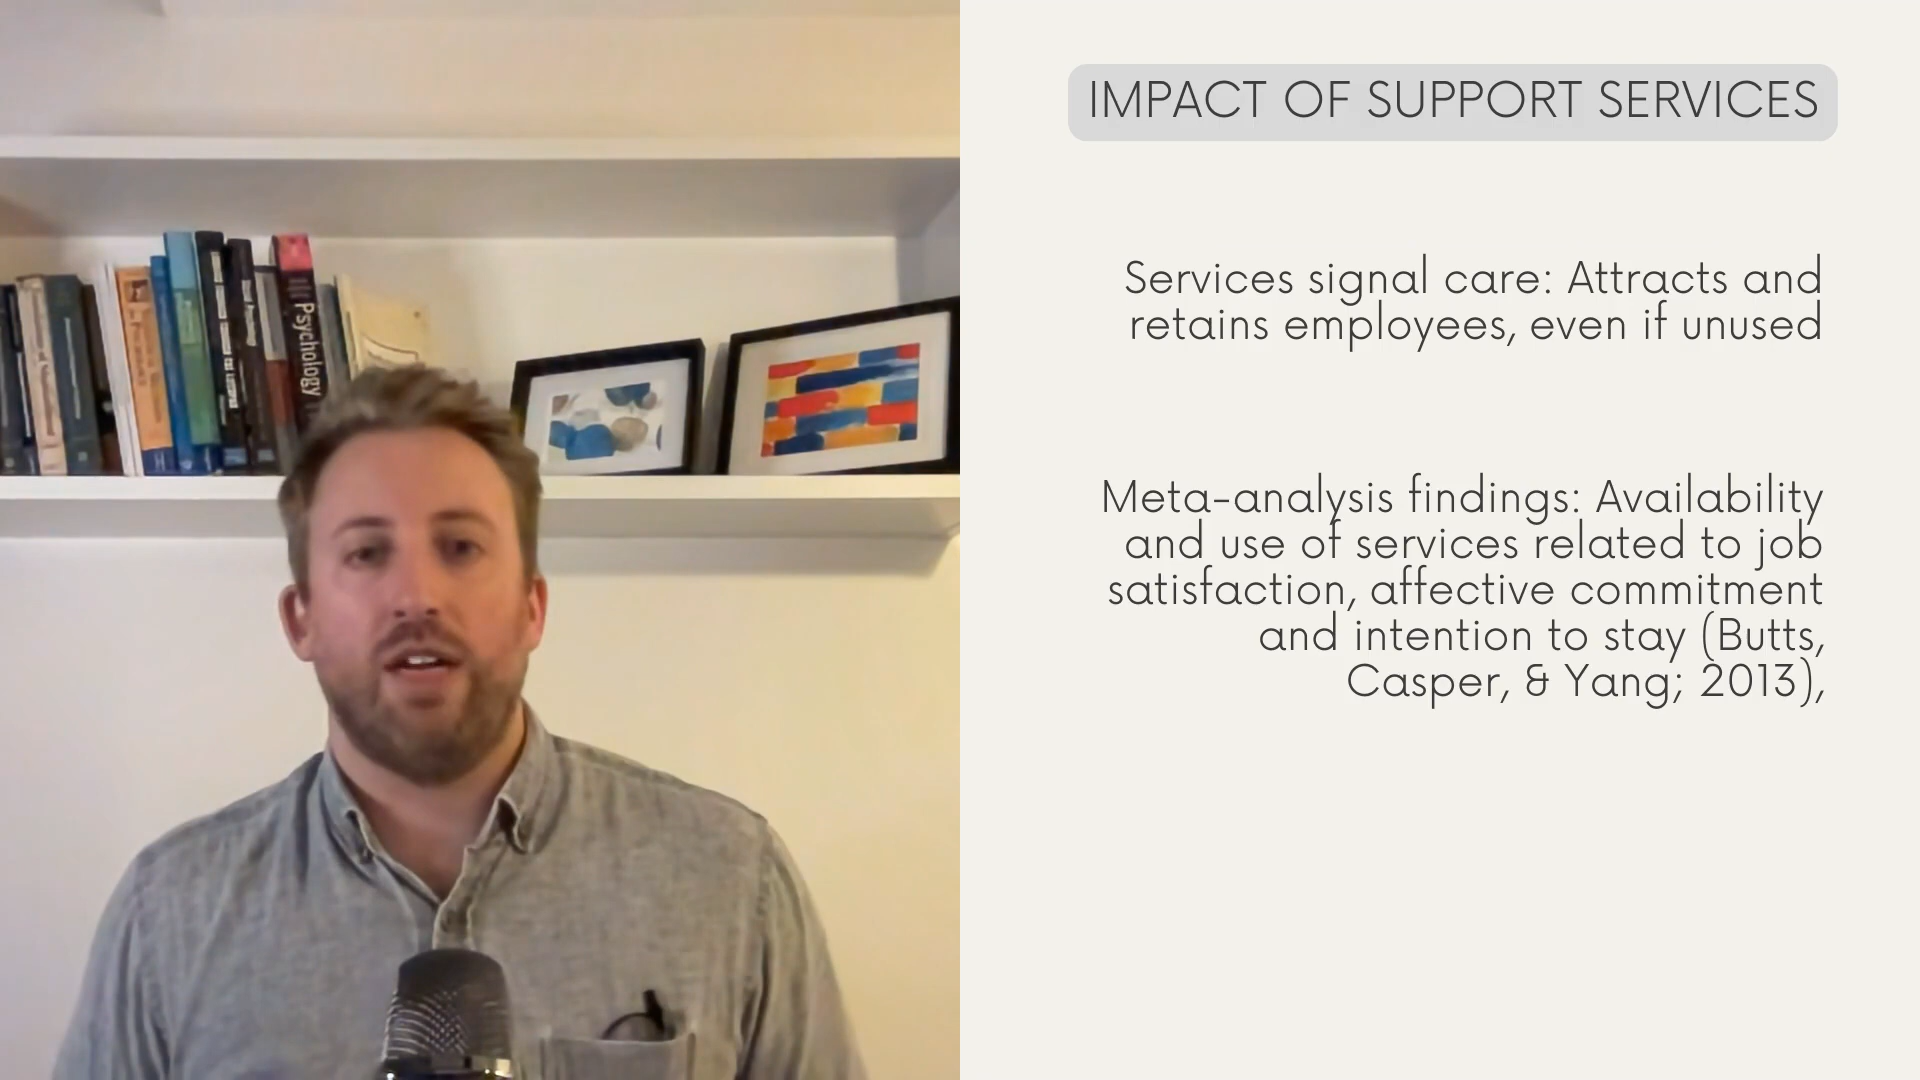 IMPACT OF SUPPORT SERVICES
Services signal care: Attracts and
retains employees, even if unused
Meta-analysis findings: Availability
and use of services related to job
satisfaction, affective commitment
and intention to stay (Butts,
Casper, & Yang; 2013),
Psychology